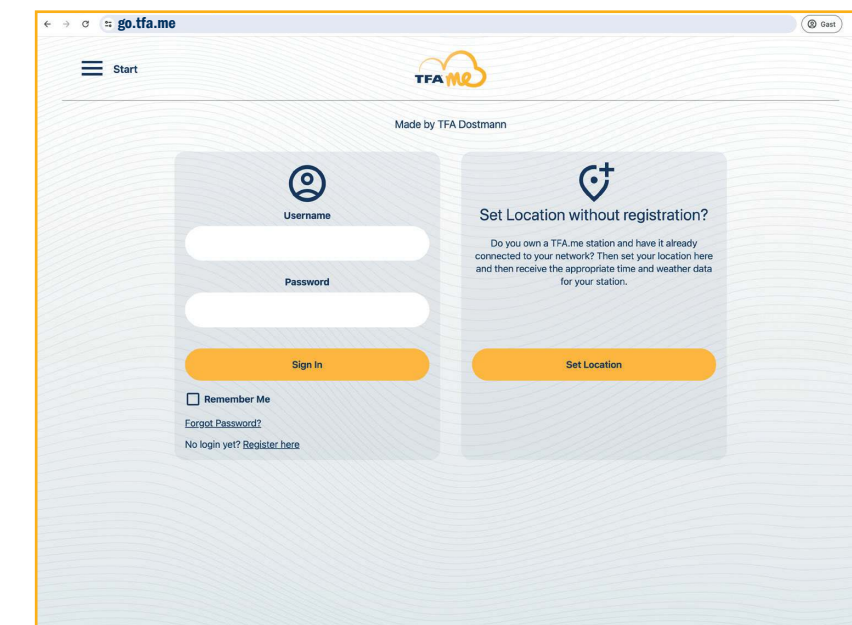 go.tfa.me
Gast
Start
TFA me
Made by TFA Dostmann
Username
Password
Sign In
Remember Me
Forgot Password?
No login yet? Register here
Set Location without registration?
Do you own a TFA.me station and have it already
connected to your network? Then set your location here
and then receive the appropriate time and weather data
for your station.
Set Location